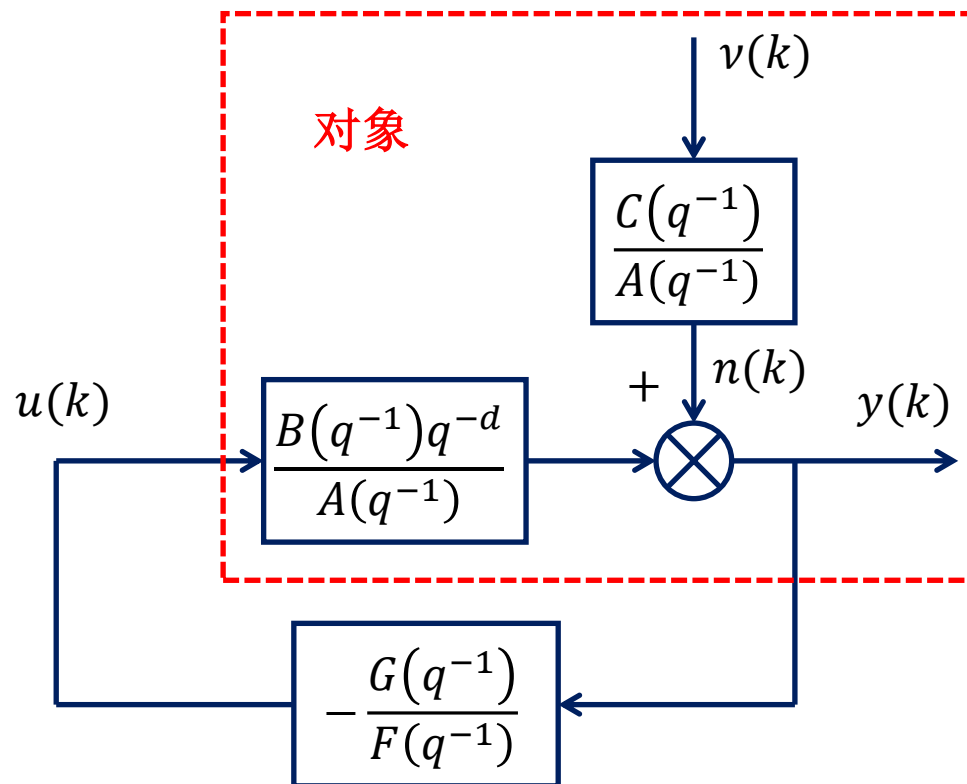 v(k)
对象
C(q⁻¹)
A(q⁻¹)
+
n(k)
u(k)
y(k)
B(q⁻¹)q⁻ᵈ
A(q⁻¹)
−
G(q⁻¹)
F(q⁻¹)